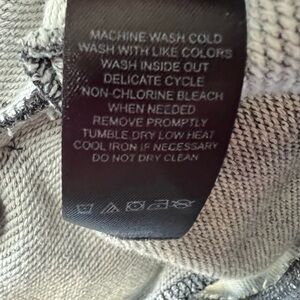 MACHINE WASH COLD
WASH WITH LIKE COLORS
WASH INSIDE OUT
DELICATE CYCLE
NON-CHLORINE BLEACH
WHEN NEEDED
REMOVE PROMPTLY
TUMBLE DRY LOW HEAT
COOL IRON IF NECESSARY
DO NOT DRY CLEAN